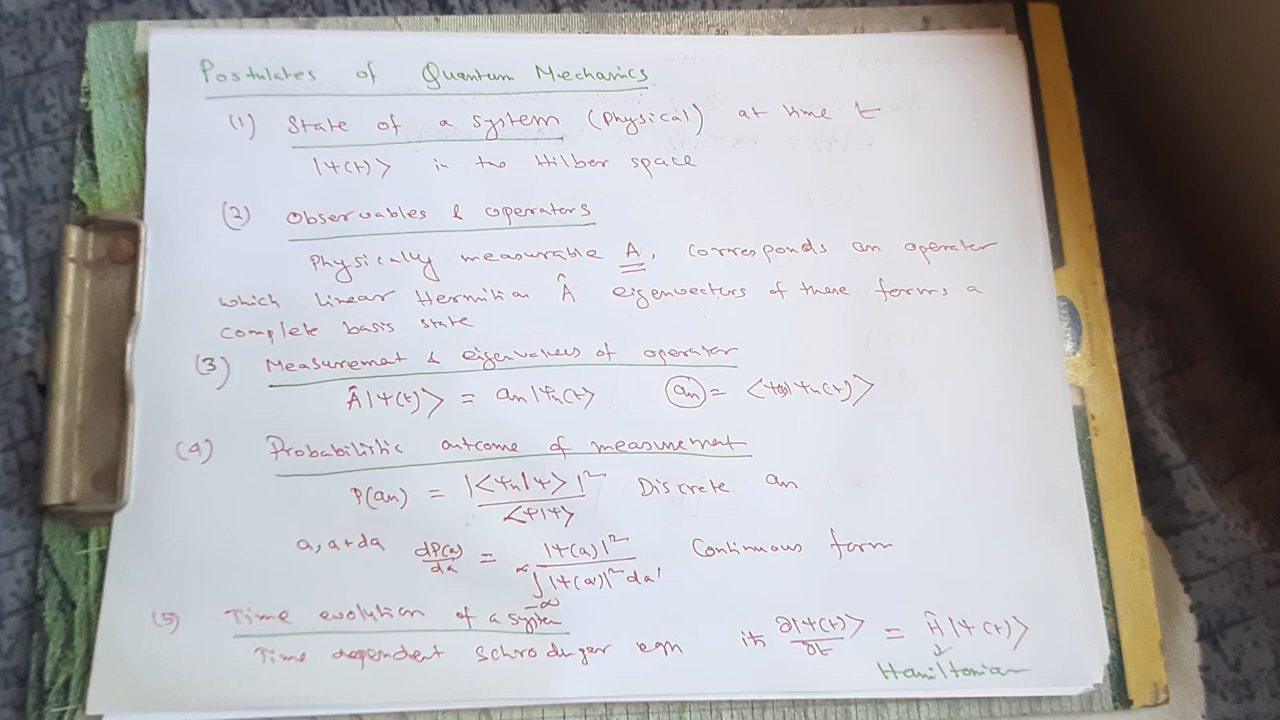 Postulates of Quantum Mechanics
(1) State of a system (Physical) at time t
|ψ(t)⟩ in the Hilber space
(2) Observables & operators
Physically measurable A, corresponds an operator
which linear Hermitian Â eigenvectors of these forms a
complete basis state
(3) Measuremet & eigenvalues of operator
Â|ψ(t)⟩ = an|ψn(t)⟩ an = ⟨ψ(t)|ψn(t)⟩
(4) Probabilistic outcome of measurement
P(an) = |⟨ψn|ψ⟩|² / ⟨ψ|ψ⟩ Discrete an
a, a+da dP(a)/da = |ψ(a)|² / ∫_{-∞}^{∞} |ψ(a')|² da' Continuous form
(5) Time evolution of a system
Time dependent Schrodinger eqn iħ ∂|ψ(t)⟩/∂t = Ĥ|ψ(t)⟩
Hamiltonian